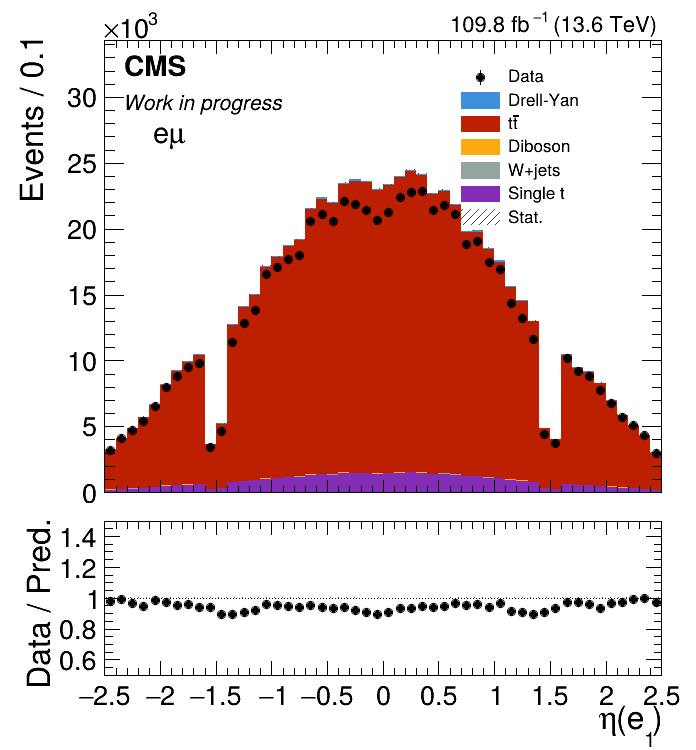 ×10³
109.8 fb⁻¹ (13.6 TeV)
Events / 0.1
CMS
Work in progress
eμ
Data
Drell-Yan
tt̄
Diboson
W+jets
Single t
Stat.
30
25
20
15
10
5
0
Data / Pred.
1.4
1.2
1
0.8
0.6
−2.5 −2 −1.5 −1 −0.5 0 0.5 1 1.5 2 2.5
η(e₁)